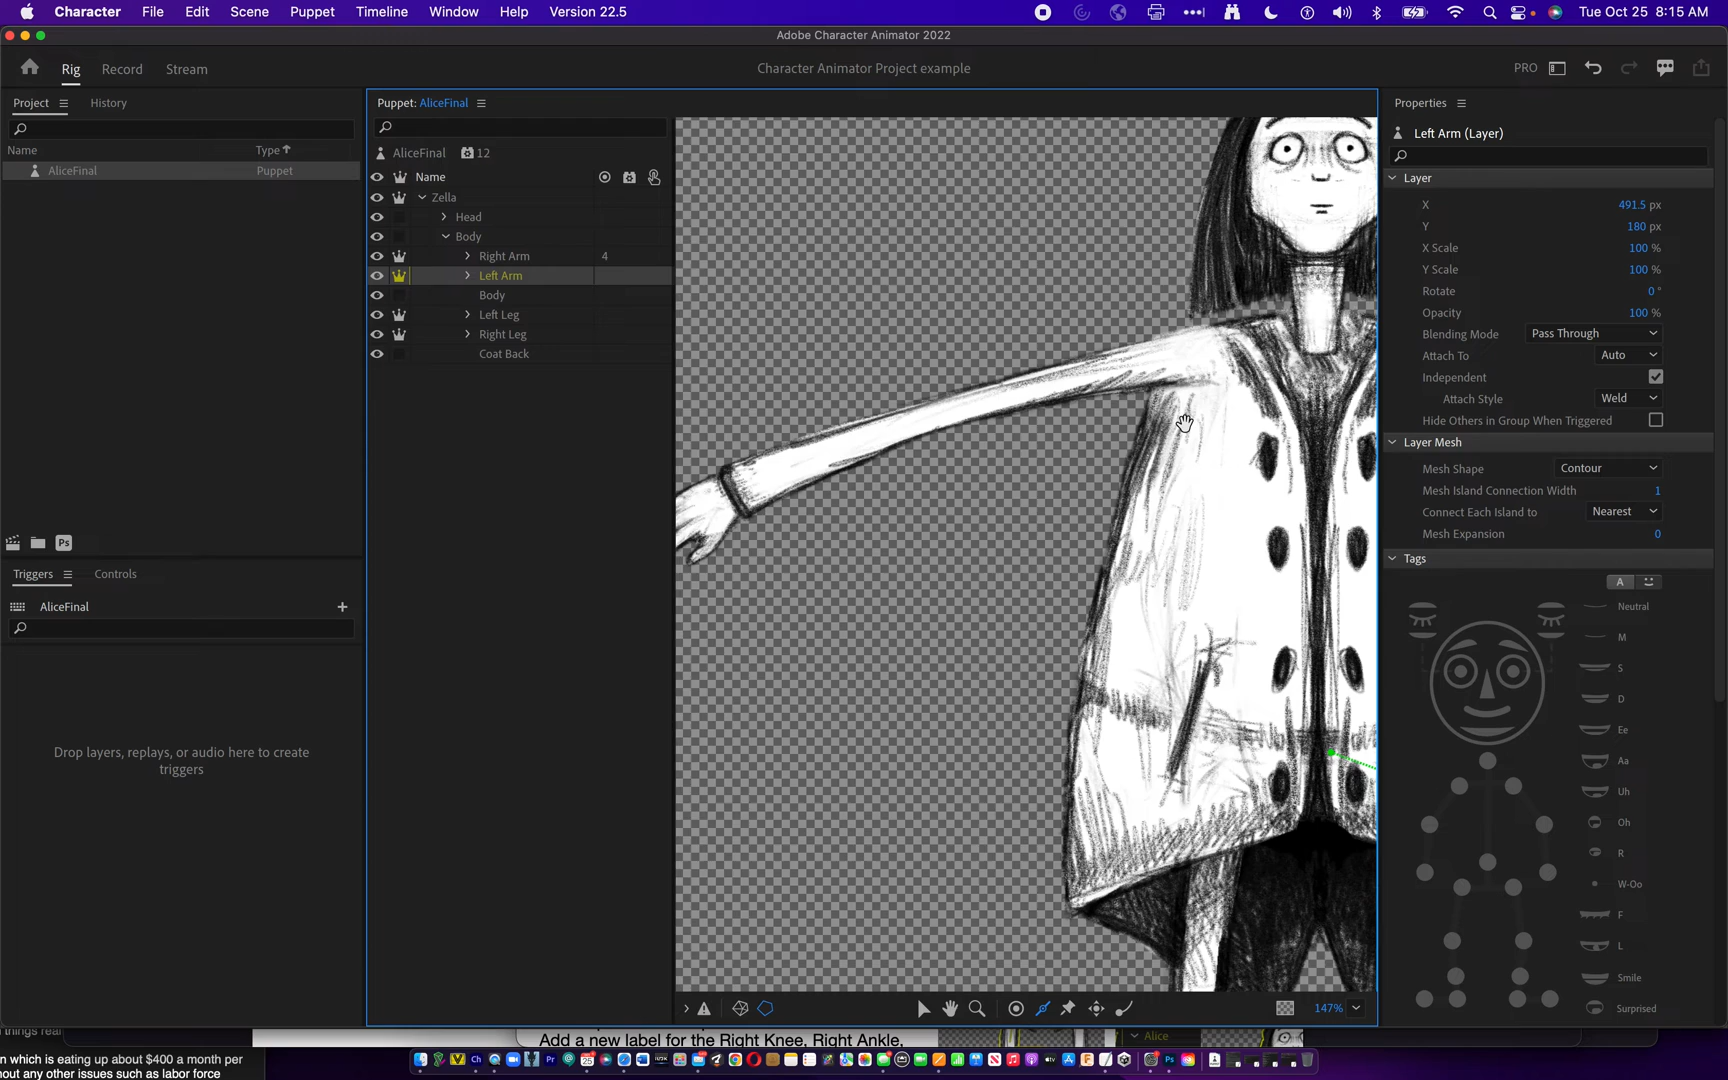 Character File Edit Scene Puppet Timeline Window Help Version 22.5 Tue Oct 25 8:15 AM
Adobe Character Animator 2022
Rig Record Stream Character Animator Project example PRO
Project History
Name Type
AliceFinal Puppet
Triggers Controls
AliceFinal
Drop layers, replays, or audio here to create
triggers
Puppet: AliceFinal
AliceFinal 12
Name
Zella
Head
Body
Right Arm 4
Left Arm
Body
Left Leg
Right Leg
Coat Back
147%
Properties
Left Arm (Layer)
Layer
X 491.5 px
Y 180 px
X Scale 100 %
Y Scale 100 %
Rotate 0 °
Opacity 100 %
Blending Mode Pass Through
Attach To Auto
Independent
Attach Style Weld
Hide Others in Group When Triggered
Layer Mesh
Mesh Shape Contour
Mesh Island Connection Width 1
Connect Each Island to Nearest
Mesh Expansion 0
Tags
A
Neutral
M
S
D
Ee
Aa
Uh
Oh
R
W-Oo
F
L
Smile
Surprised
things real
n which is eating up about $400 a month per
hout any other issues such as labor force
Add a new label for the Right Knee, Right Ankle,
Alice